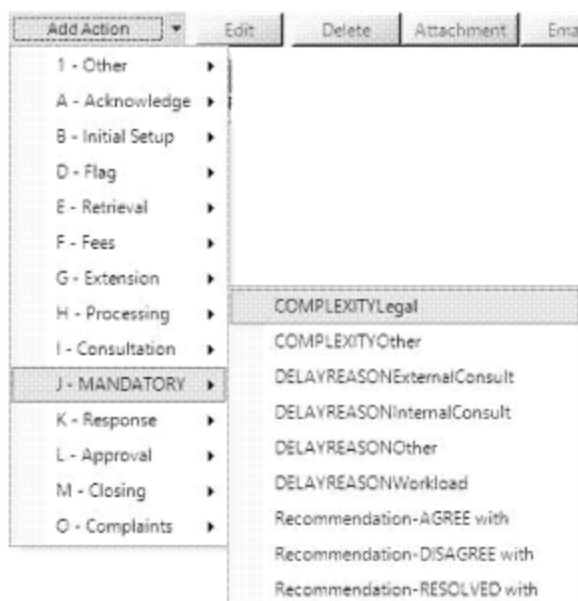 Add Action Edit Delete Attachment Ema
1 - Other
A - Acknowledge
B - Initial Setup
D - Flag
E - Retrieval
F - Fees
G - Extension
H - Processing
I - Consultation
J - MANDATORY
K - Response
L - Approval
M - Closing
O - Complaints
COMPLEXITYLegal
COMPLEXITYOther
DELAYREASONExternalConsult
DELAYREASONInternalConsult
DELAYREASONOther
DELAYREASONWorkload
Recommendation-AGREE with
Recommendation-DISAGREE with
Recommendation-RESOLVED with